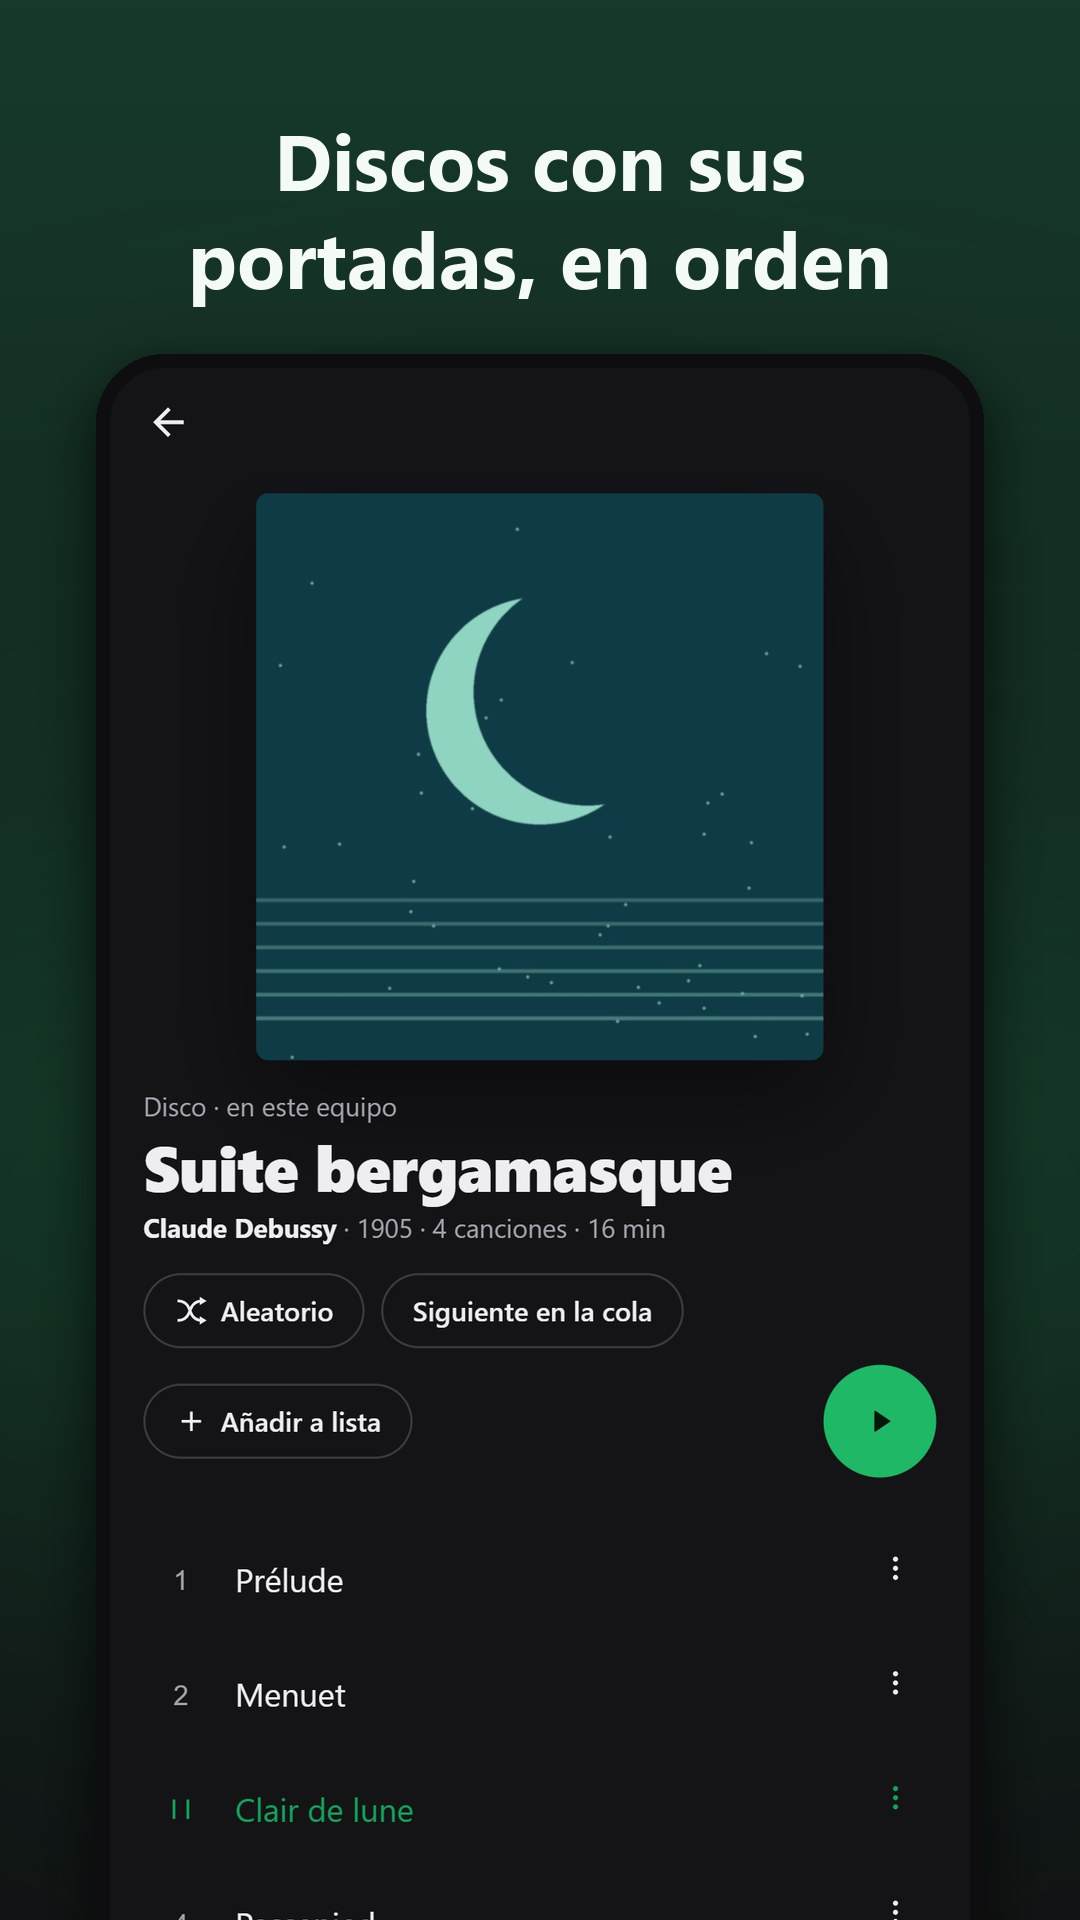 Discos con sus
portadas, en orden
Disco · en este equipo
Suite bergamasque
Claude Debussy · 1905 · 4 canciones · 16 min
Aleatorio
Siguiente en la cola
Añadir a lista
1 Prélude
2 Menuet
Clair de lune